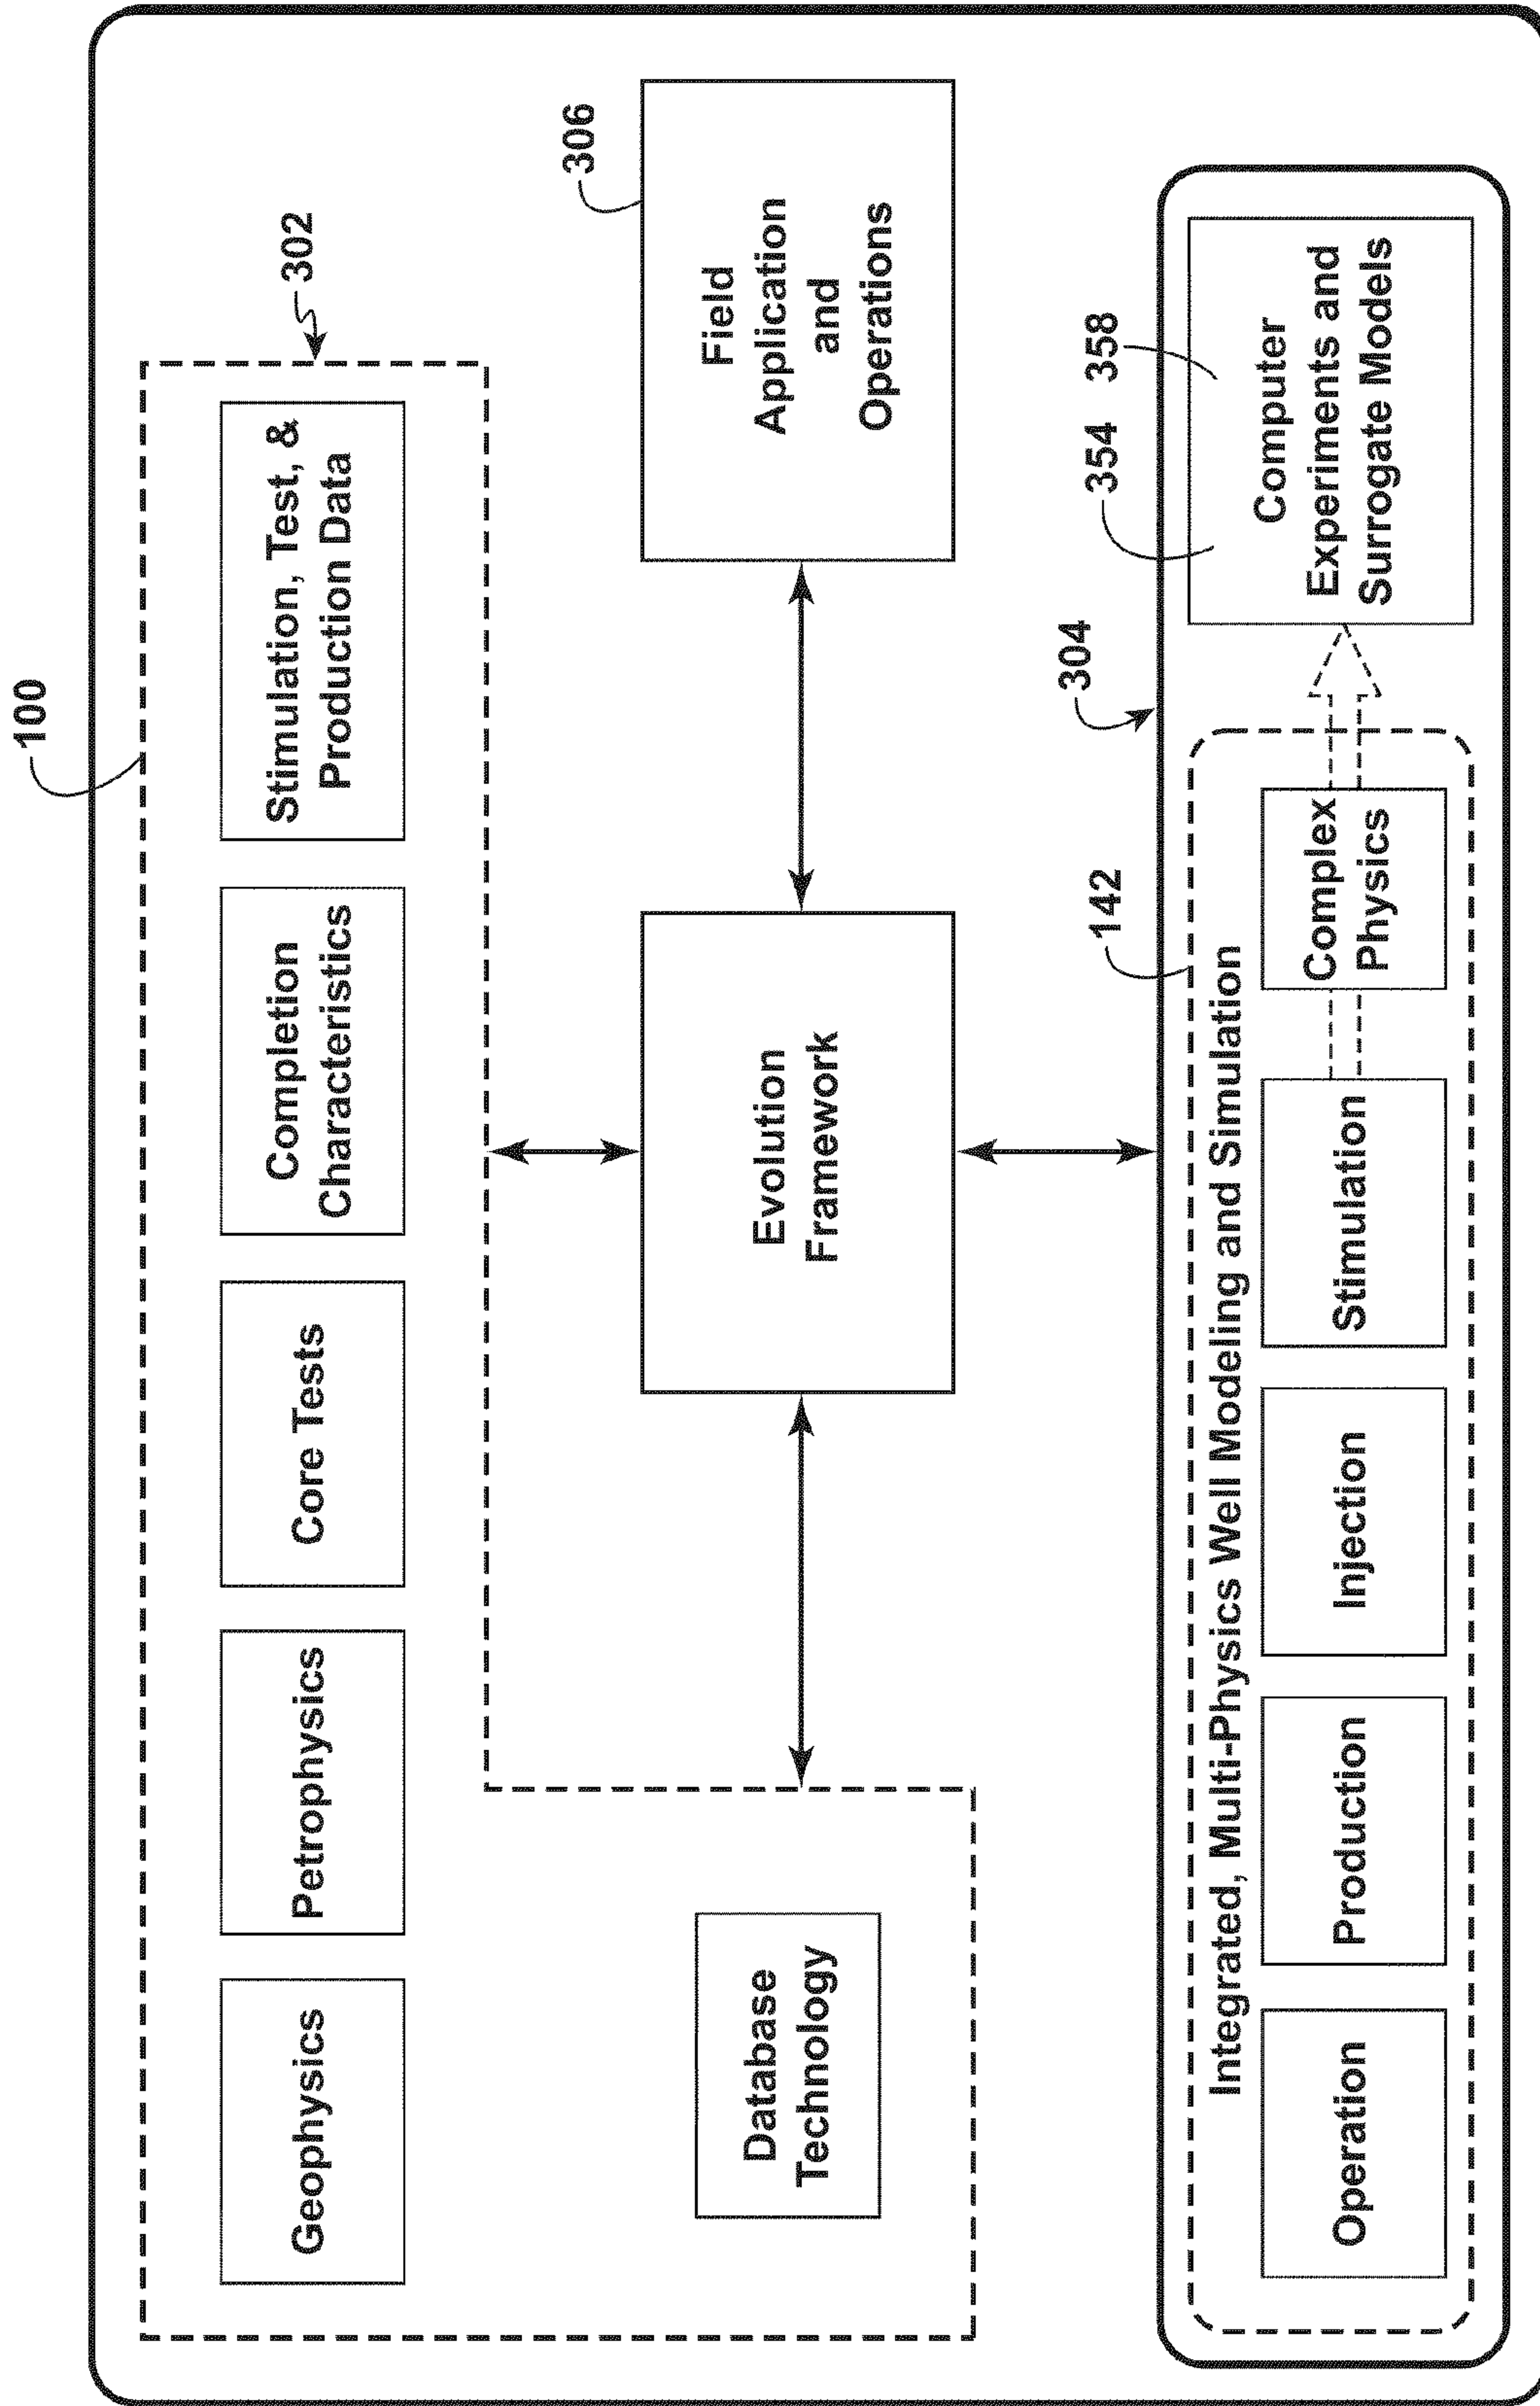 100
302
Geophysics
Petrophysics
Core Tests
Completion
Characteristics
Stimulation, Test, &
Production Data
306
Database
Technology
Evolution
Framework
Field
Application
and
Operations
142
304
354
358
Integrated, Multi-Physics Well Modeling and Simulation
Operation
Production
Injection
Stimulation
Complex
Physics
Computer
Experiments and
Surrogate Models